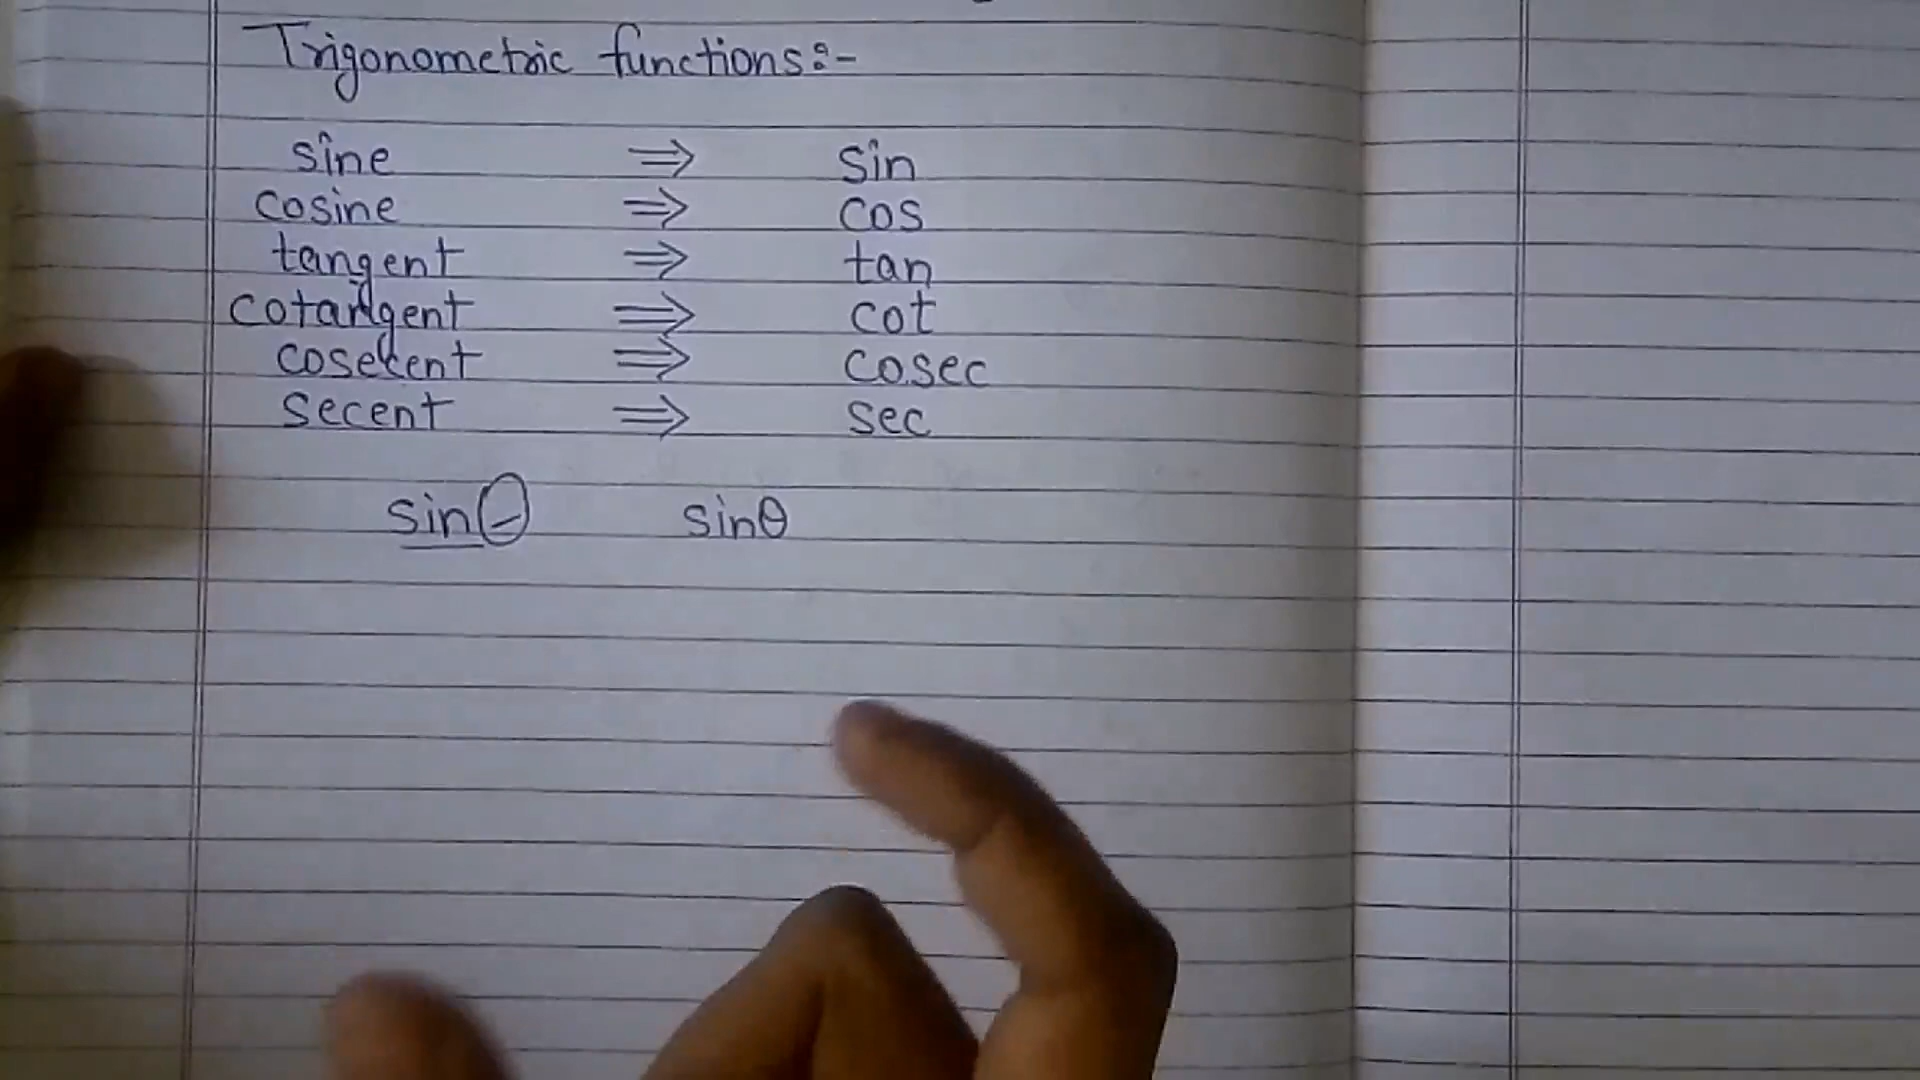 Trigonometric functions:-
sine ⇒ sin
cosine ⇒ cos
tangent ⇒ tan
cotangent ⇒ cot
cosecent ⇒ cosec
secent ⇒ sec
sinθ sinθ